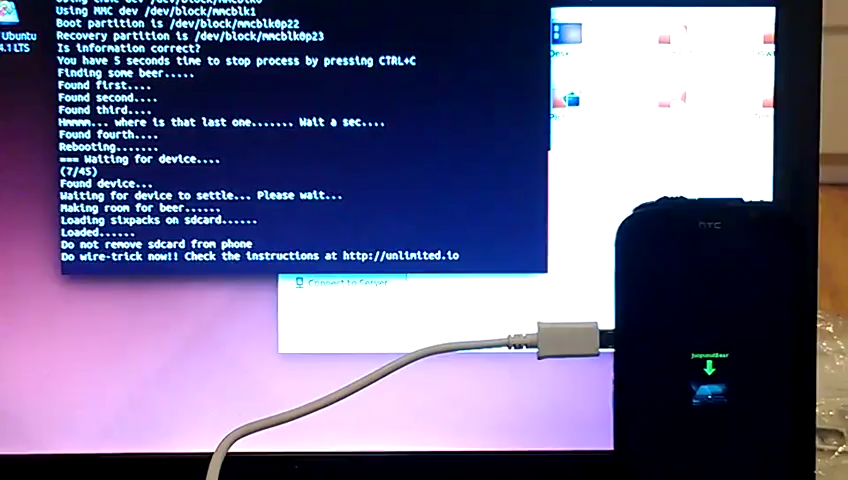 Using MMC dev /dev/block/mmcblk1
Boot partition is /dev/block/mmcblk0p22
Recovery partition is /dev/block/mmcblk0p23
Is information correct?
You have 5 seconds time to stop process by pressing CTRL+C
Finding some beer.....
Found first....
Found second....
Found third....
Hmmmm... where is that last one....... Wait a sec....
Found fourth....
Rebooting.......
=== Waiting for device....
(7/45)
Found device...
Waiting for device to settle... Please wait...
Making room for beer......
Loading sixpacks on sdcard......
Loaded......
Do not remove sdcard from phone
Do wire-trick now!! Check the instructions at http://unlimited.io
Ubuntu
4.1 LTS
Connect to Server
hTC
JuopunutBear